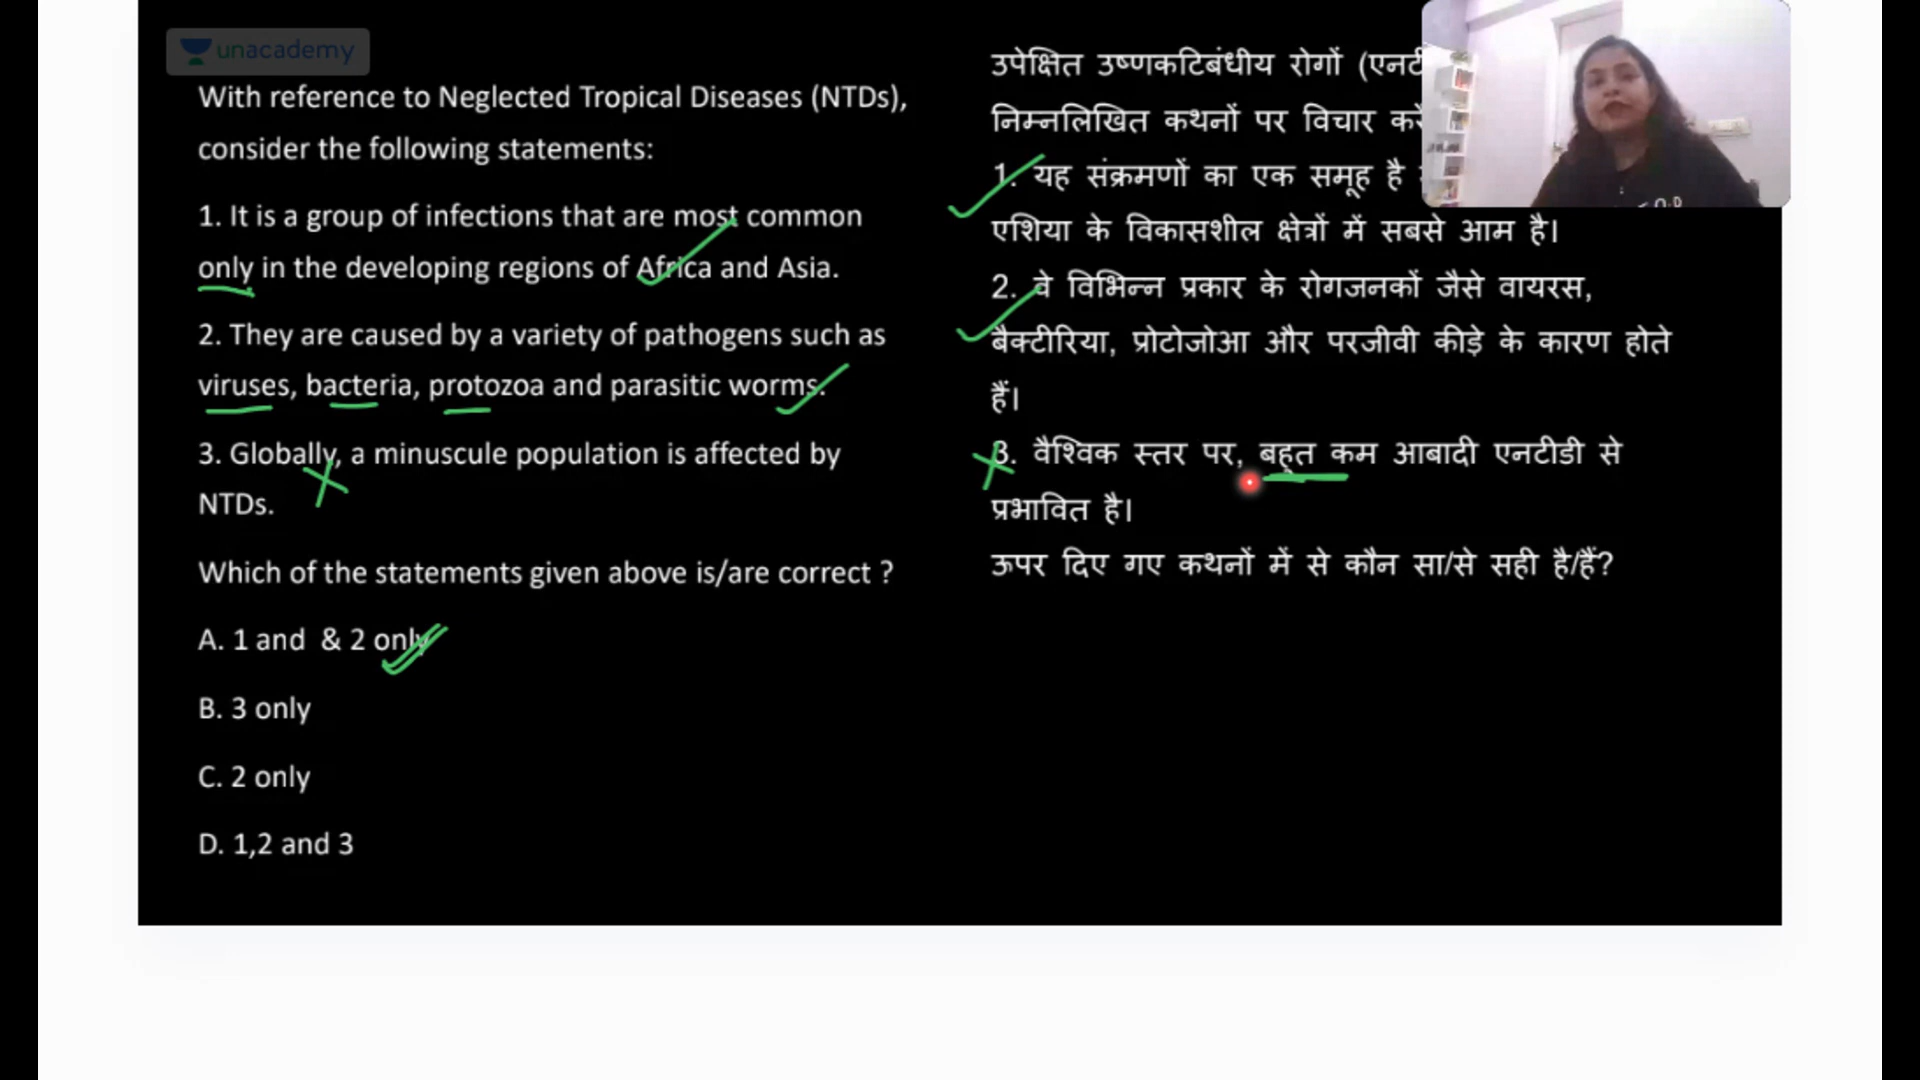 unacademy
With reference to Neglected Tropical Diseases (NTDs),
consider the following statements:
1. It is a group of infections that are most common
only in the developing regions of Africa and Asia.
2. They are caused by a variety of pathogens such as
viruses, bacteria, protozoa and parasitic worms.
3. Globally, a minuscule population is affected by
NTDs.
Which of the statements given above is/are correct ?
A. 1 and & 2 only
B. 3 only
C. 2 only
D. 1,2 and 3
उपेक्षित उष्णकटिबंधीय रोगों
निम्नलिखित कथनों पर विचार
1. यह संक्रमणों का एक समूह है
एशिया के विकासशील क्षेत्रों में सबसे आम है।
2. वे विभिन्न प्रकार के रोगजनकों जैसे वायरस,
बैक्टीरिया, प्रोटोजोआ और परजीवी कीड़े के कारण होते
हैं।
3. वैश्विक स्तर पर, बहुत कम आबादी एनटीडी से
प्रभावित है।
ऊपर दिए गए कथनों में से कौन सा/से सही है/हैं?